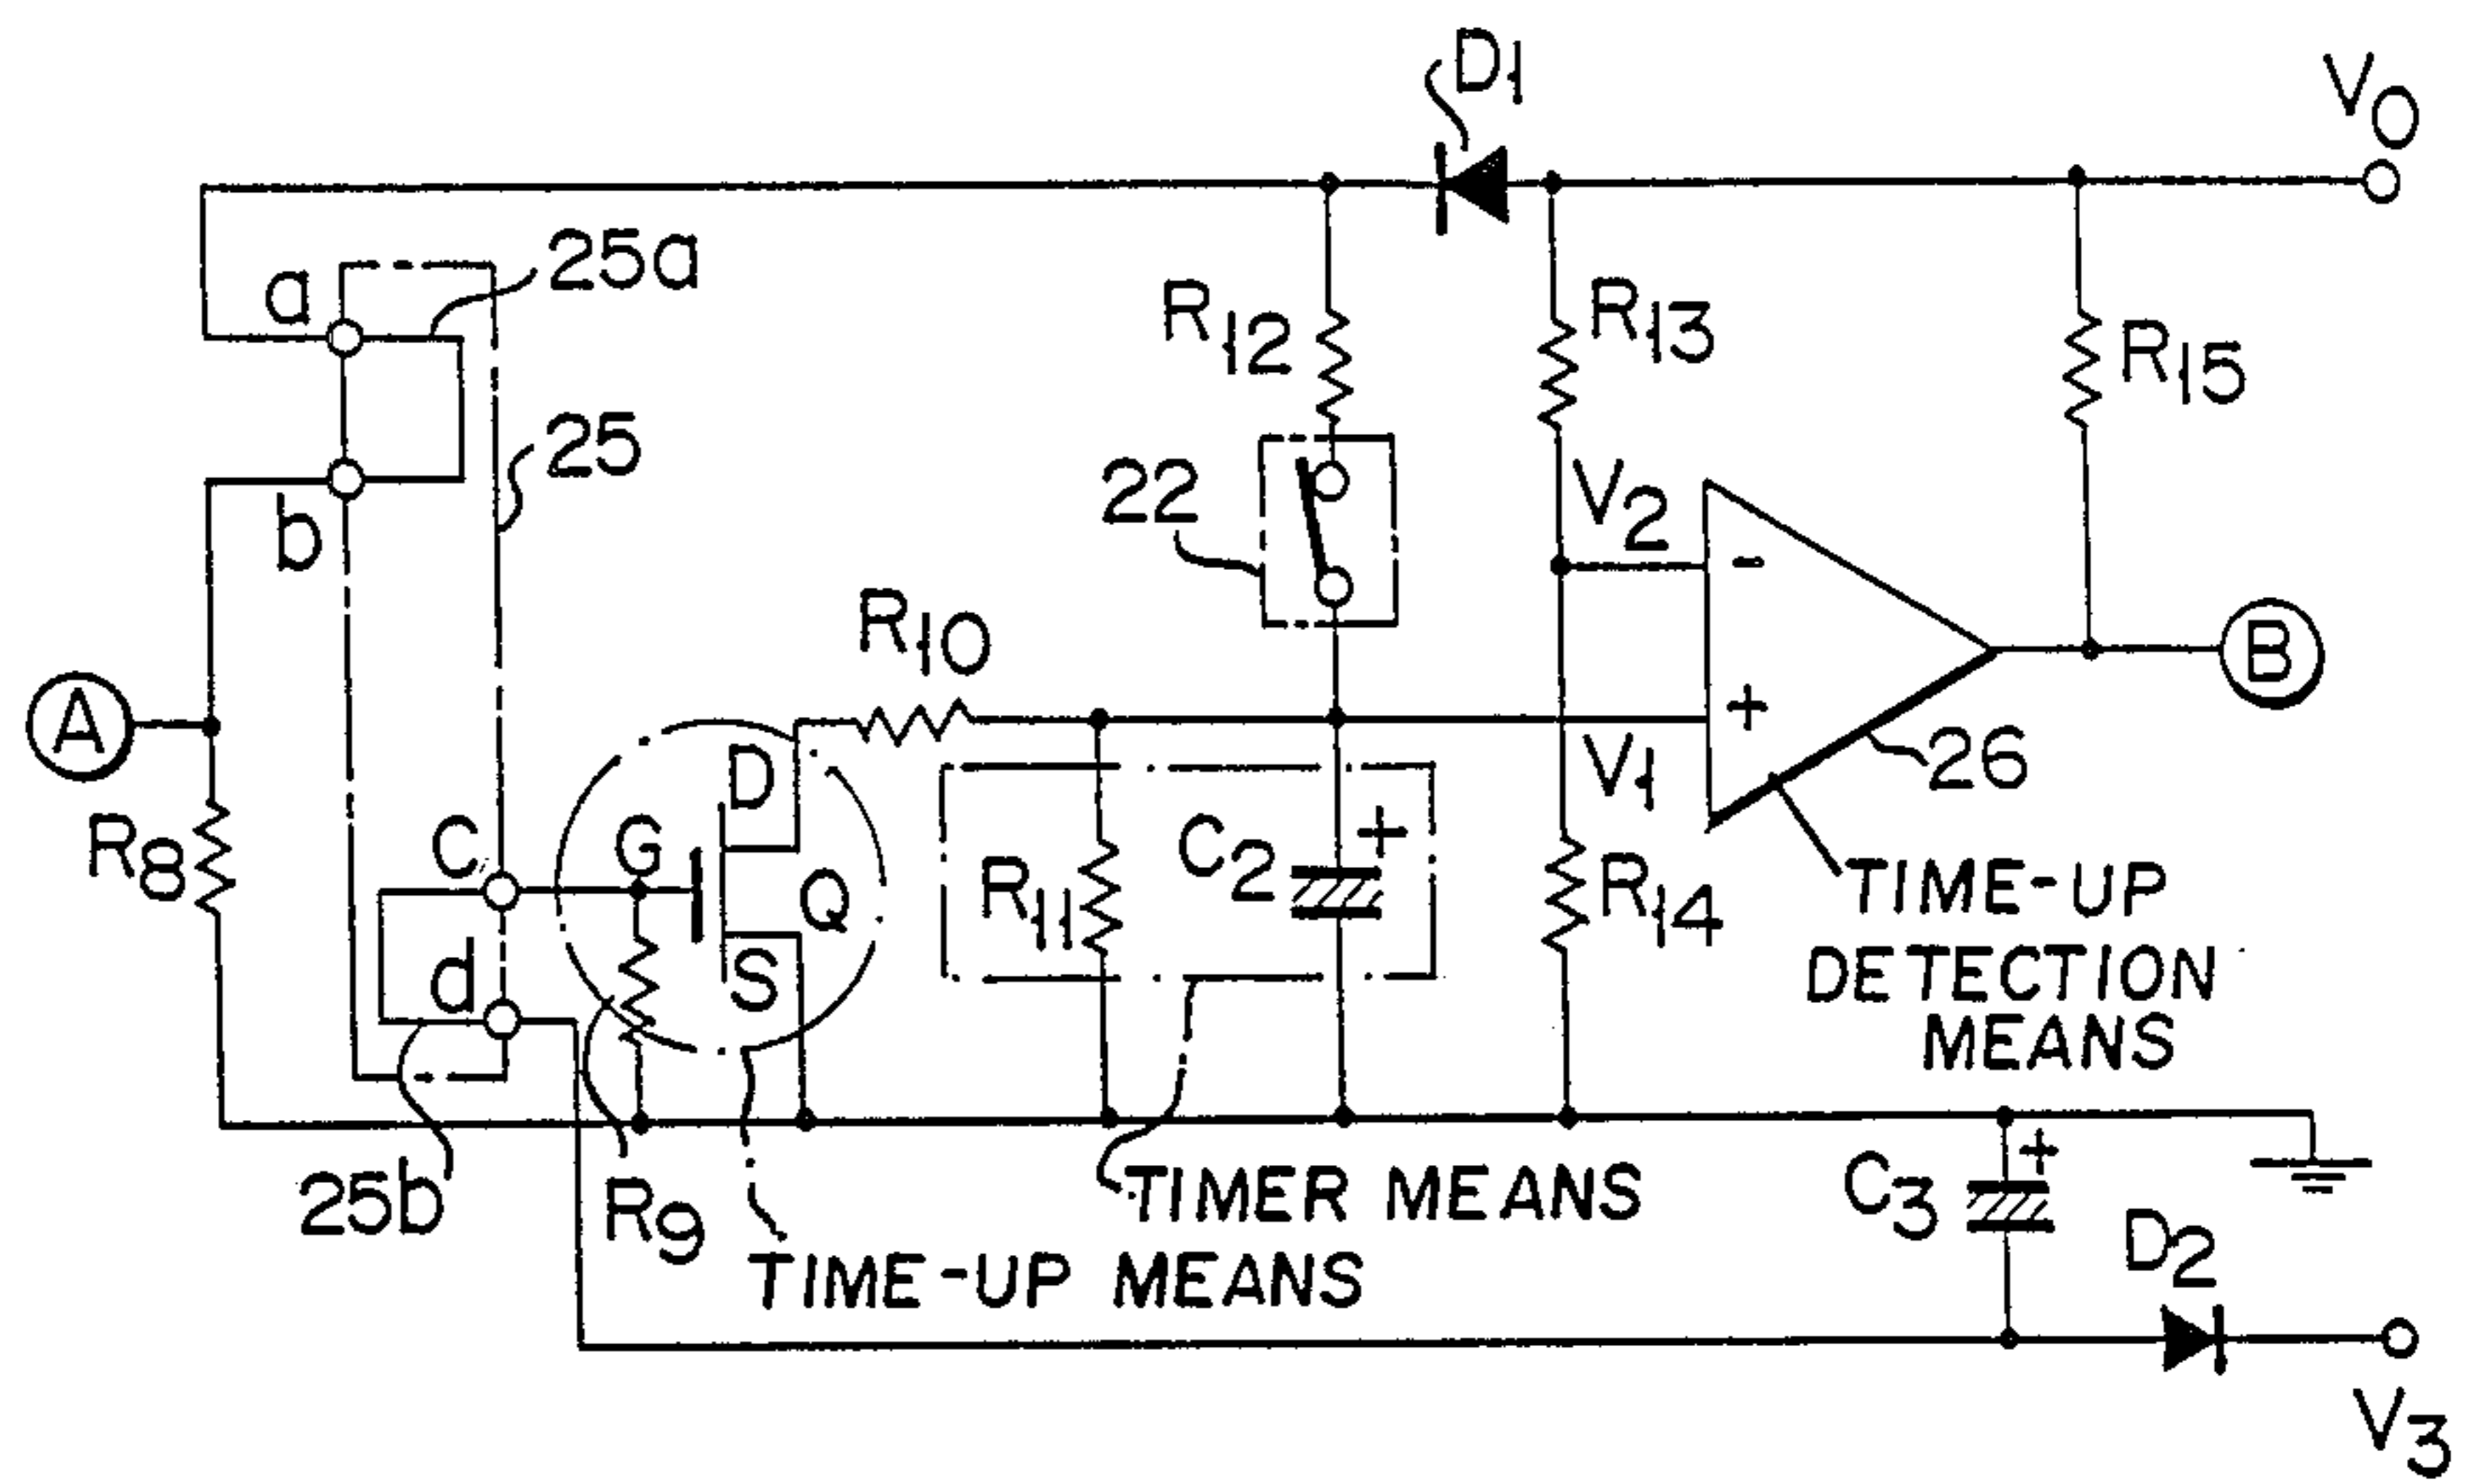 D1
VO
a
25a
R12
R13
R15
25
b
22
V2
-
R10
A
B
+
D
V1
26
R8
C
G
Q
C2
+
R11
R14
TIME-UP
DETECTION
MEANS
d
S
25b
R9
TIMER MEANS
C3
+
D2
TIME-UP MEANS
V3